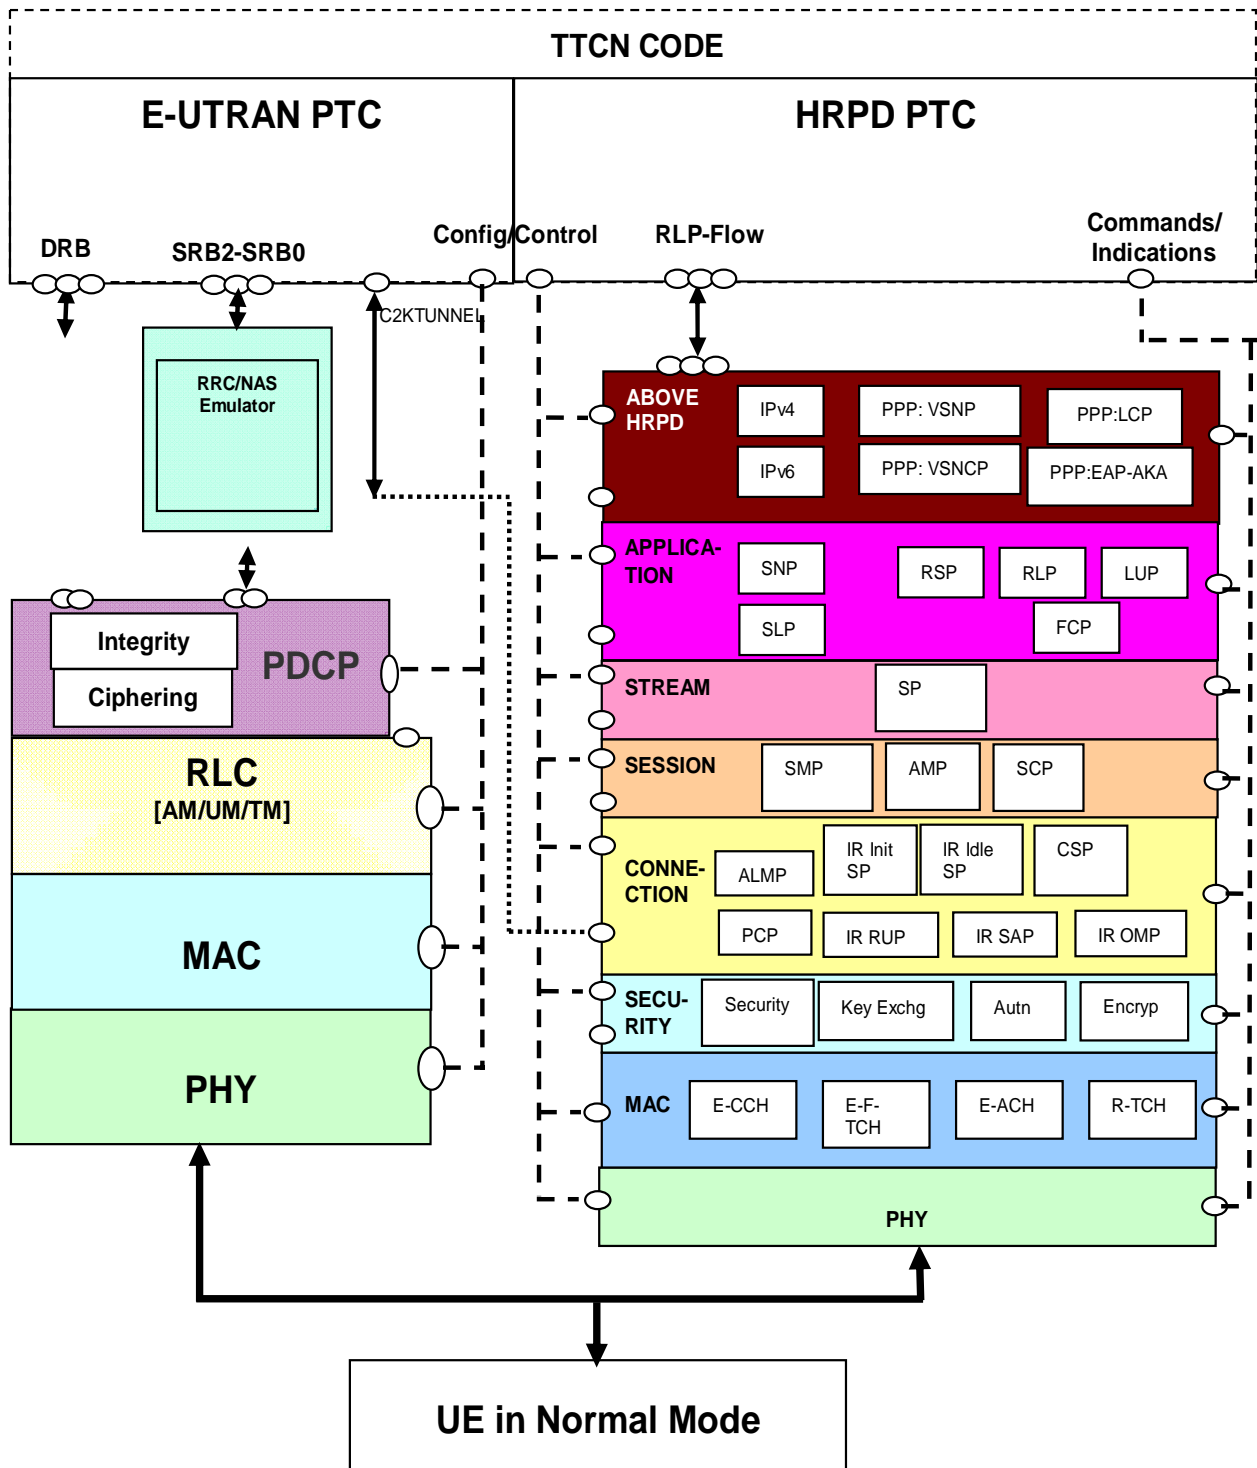 TTCN CODE
E-UTRAN PTC
HRPD PTC
DRB
SRB2-SRB0
Config/Control
RLP-Flow
Commands/
Indications
C2KTUNNEL
RRC/NAS
Emulator
Integrity
Ciphering
PDCP
RLC
[AM/UM/TM]
MAC
PHY
ABOVE
HRPD
IPv4
PPP: VSNP
PPP:LCP
IPv6
PPP: VSNCP
PPP:EAP-AKA
APPLICA-
TION
SNP
RSP
RLP
LUP
SLP
FCP
STREAM
SP
SESSION
SMP
AMP
SCP
CONNE-
CTION
ALMP
IR Init
SP
IR Idle
SP
CSP
PCP
IR RUP
IR SAP
IR OMP
SECU-
RITY
Security
Key Exchg
Autn
Encryp
MAC
E-CCH
E-F-
TCH
E-ACH
R-TCH
PHY
UE in Normal Mode